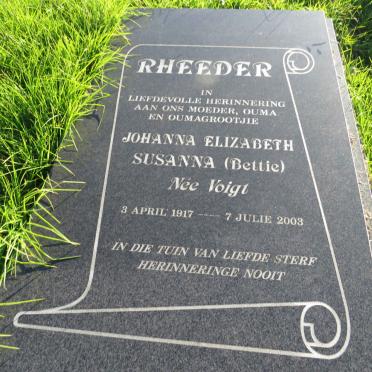 RHEEDER
IN
LIEFDEVOLLE HERINNERING
AAN ONS MOEDER, OUMA
EN OUMAGROOTJIE
JOHANNA ELIZABETH
SUSANNA (Bettie)
Née Voigt
3 APRIL 1917 ---- 7 JULIE 2003
IN DIE TUIN VAN LIEFDE STERF
HERINNERINGE NOOIT